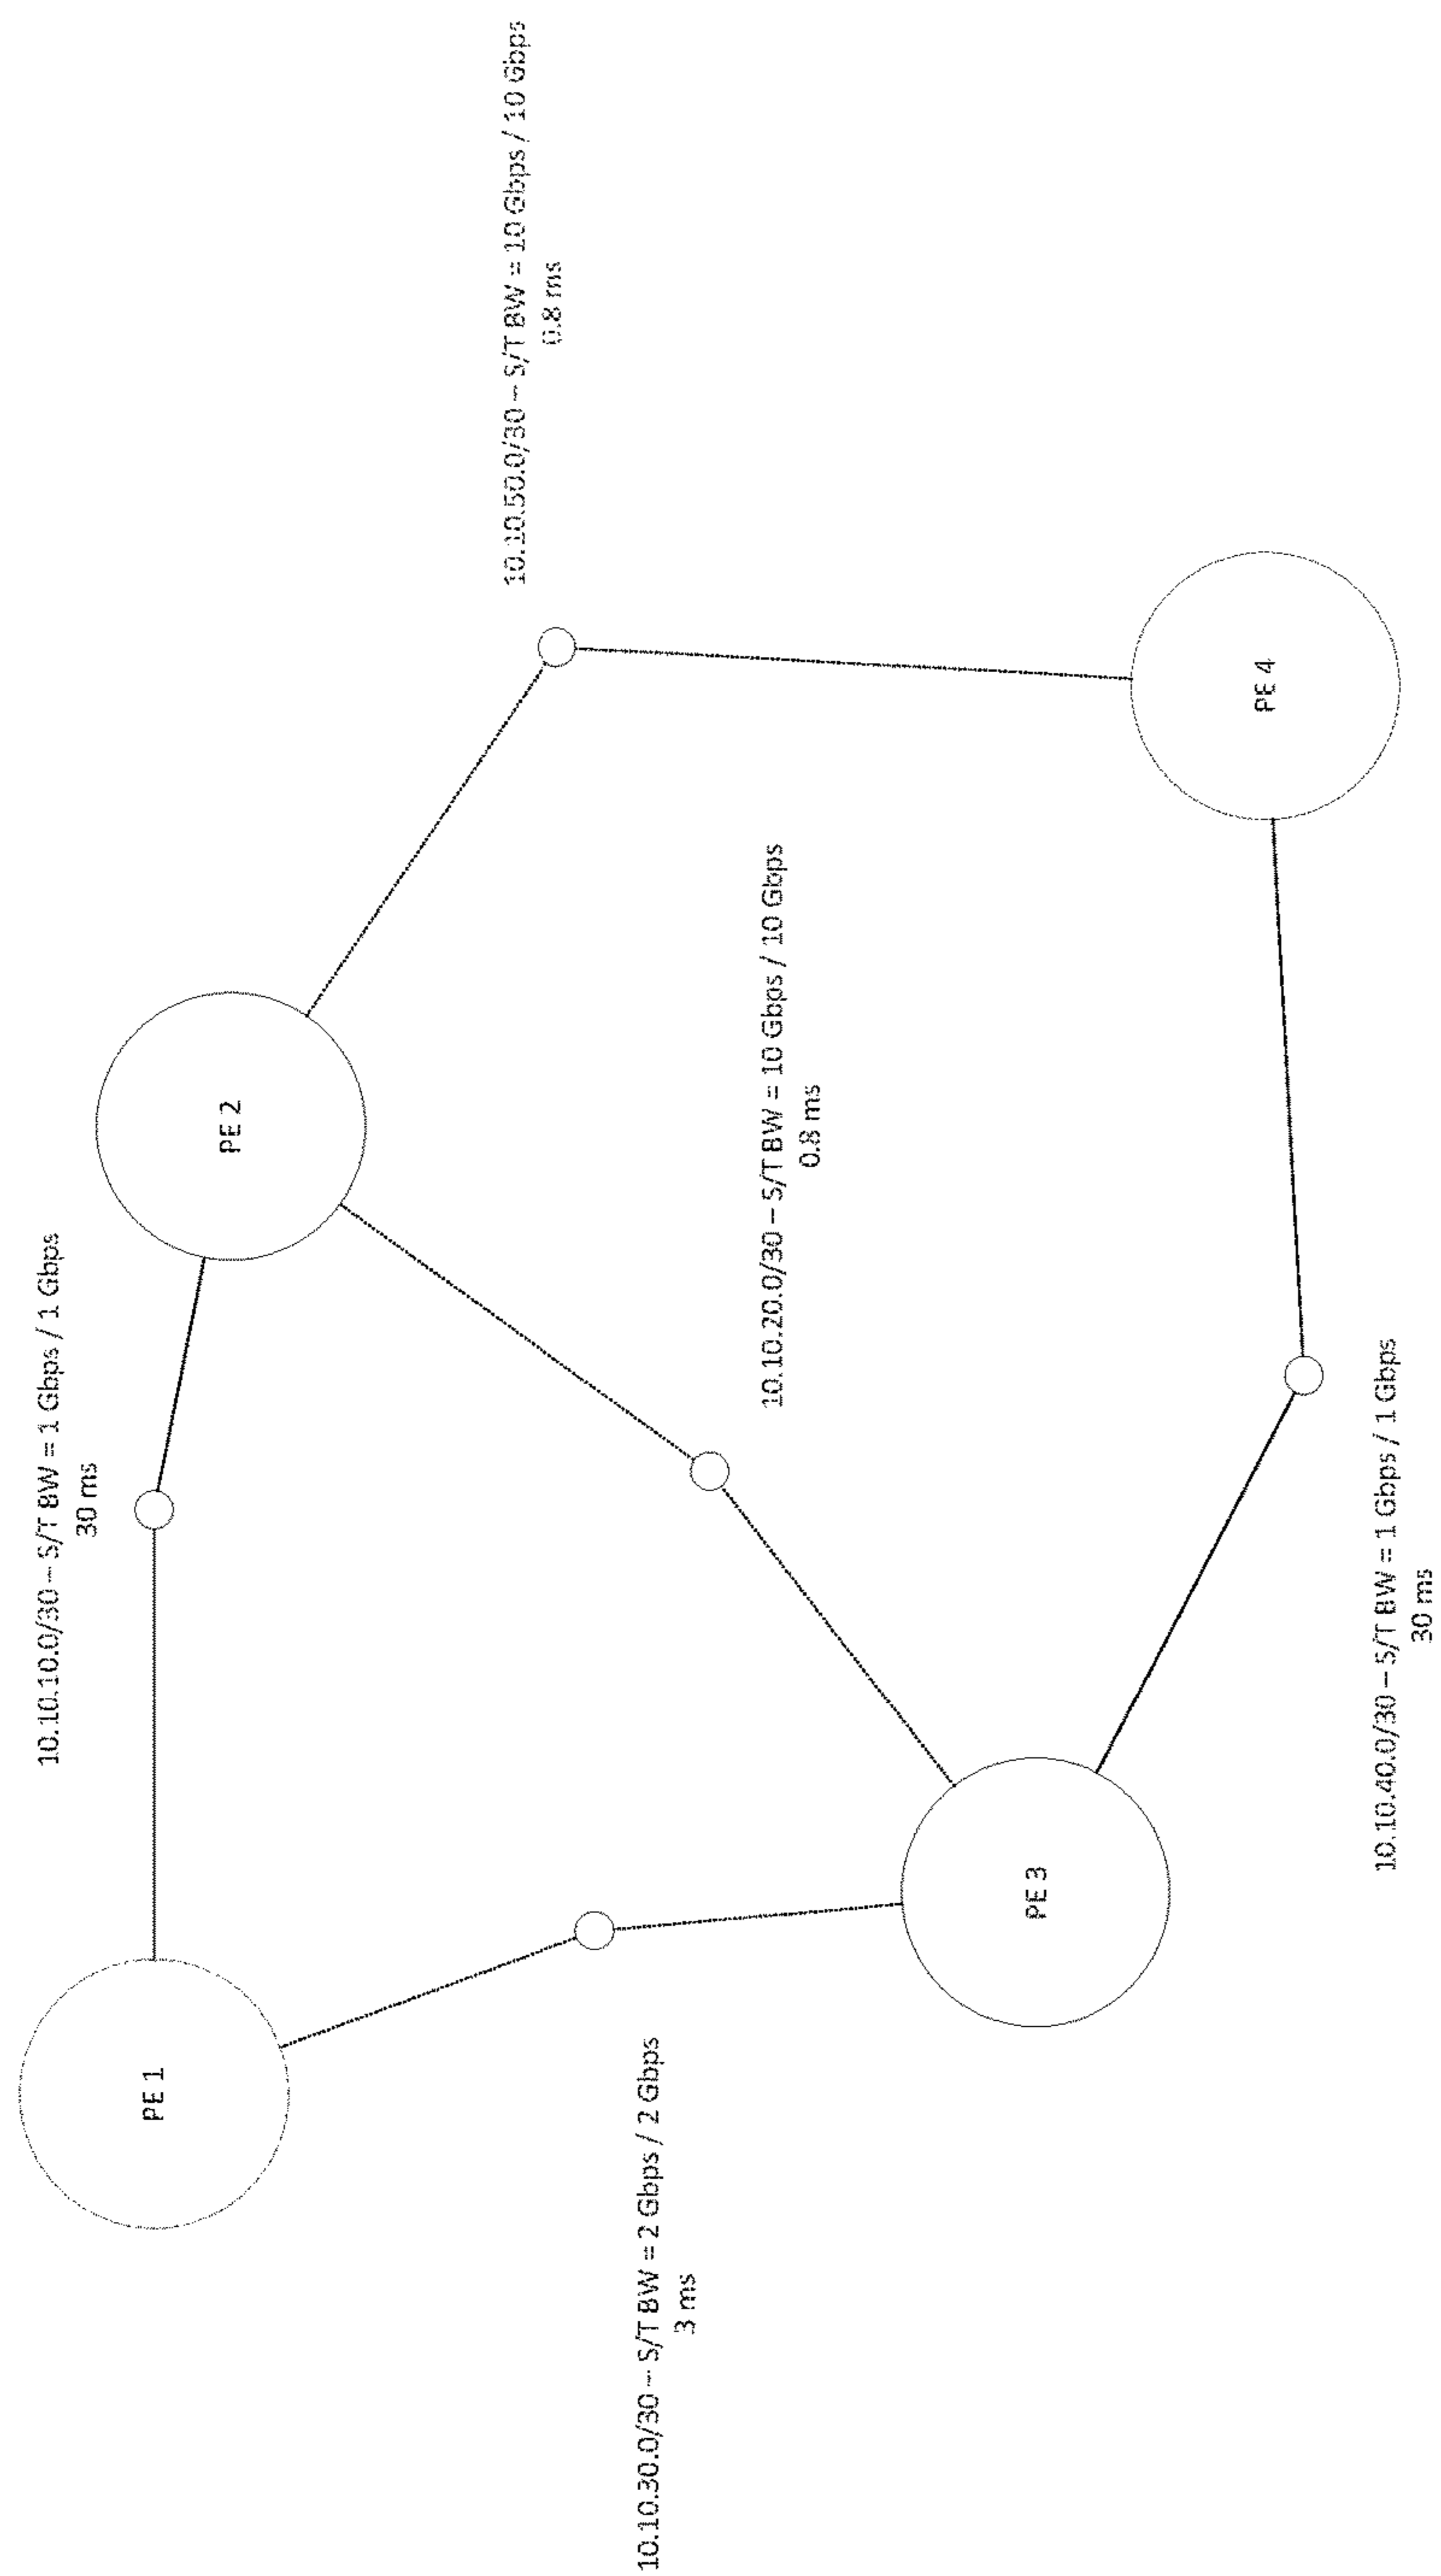 10.10.10.0/30 – S/T BW = 1 Gbps / 1 Gbps
30 ms
PE 1
PE 2
10.10.50.0/30 – S/T BW = 10 Gbps / 10 Gbps
0.8 ms
10.10.30.0/30 – S/T BW = 2 Gbps / 2 Gbps
3 ms
10.10.20.0/30 – S/T BW = 10 Gbps / 10 Gbps
0.8 ms
PE 3
PE 4
10.10.40.0/30 – S/T BW = 1 Gbps / 1 Gbps
30 ms